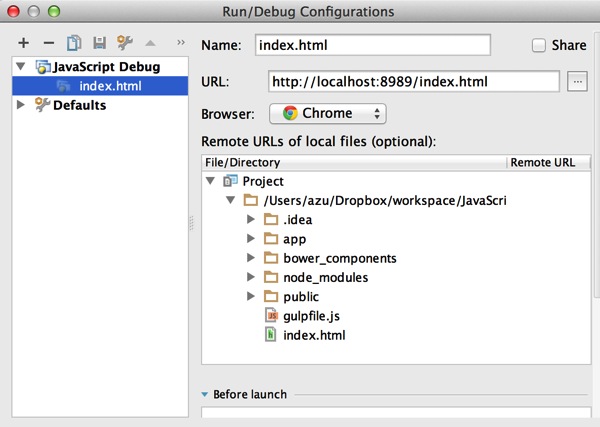 Run/Debug Configurations
JavaScript Debug
index.html
Defaults
Name: index.html Share
URL: http://localhost:8989/index.html ...
Browser: Chrome
Remote URLs of local files (optional):
File/Directory Remote URL
Project
/Users/azu/Dropbox/workspace/JavaScri
.idea
app
bower_components
node_modules
public
gulpfile.js
index.html
Before launch